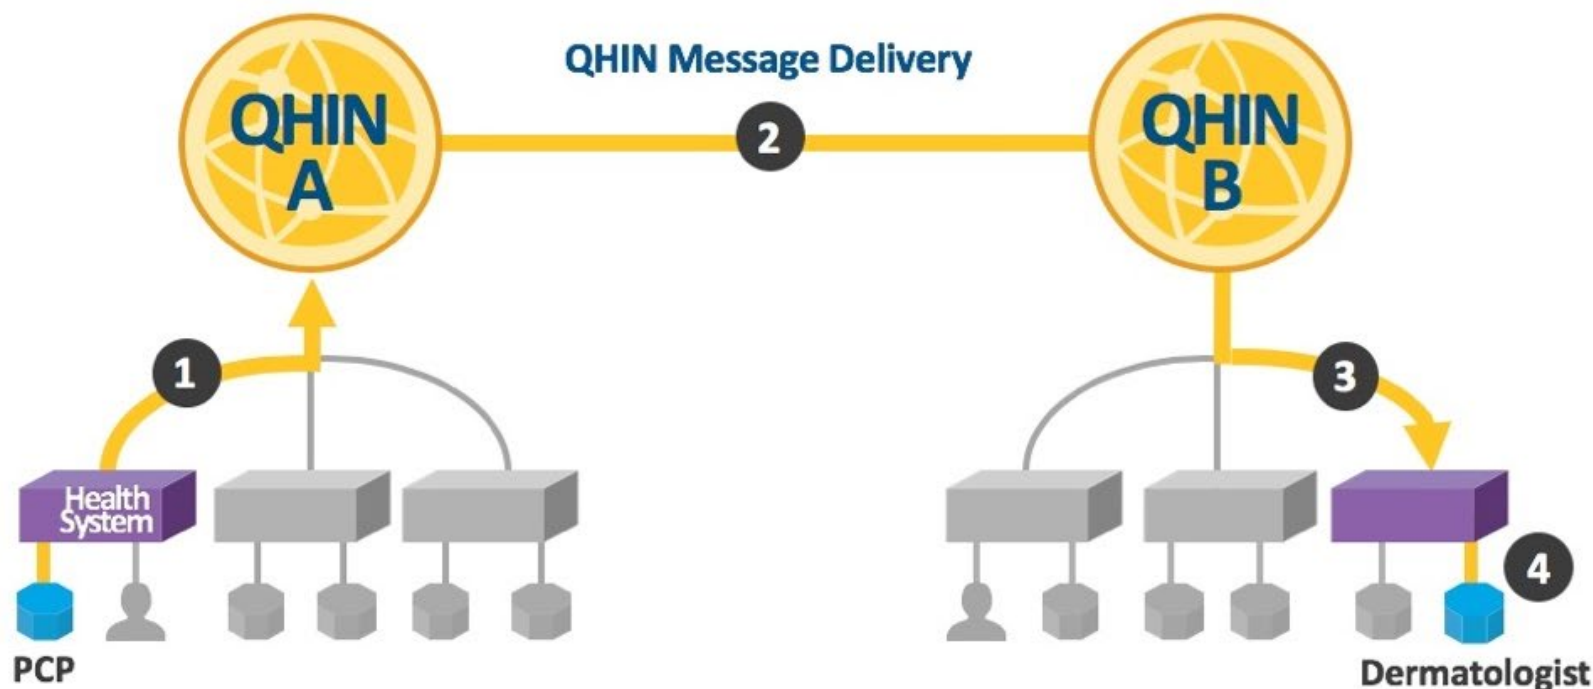 QHIN Message Delivery
QHIN
A
2
QHIN
B
1
3
Health
System
4
PCP
Dermatologist